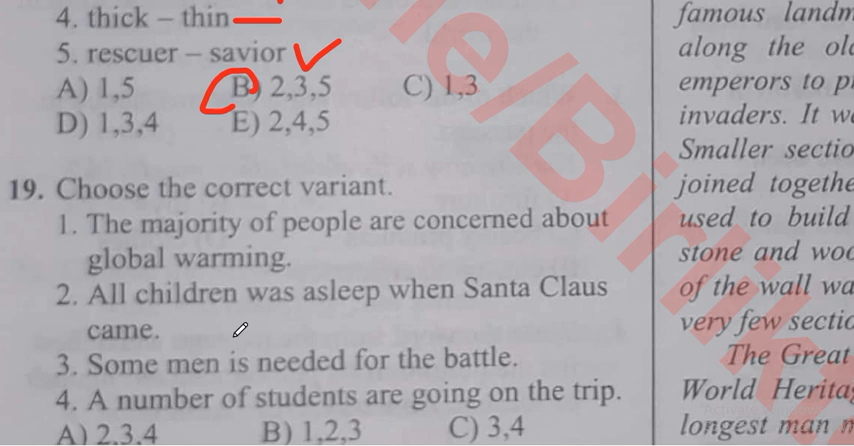 4. thick – thin
5. rescuer – savior
A) 1,5 B) 2,3,5 C) 1,3
D) 1,3,4 E) 2,4,5
19. Choose the correct variant.
1. The majority of people are concerned about
global warming.
2. All children was asleep when Santa Claus
came.
3. Some men is needed for the battle.
4. A number of students are going on the trip.
A) 2,3,4 B) 1,2,3 C) 3,4
famous landm
along the old
emperors to p
invaders. It w
Smaller sectio
joined togethe
used to build
stone and woo
of the wall wa
very few sectio
The Great
World Herita
longest man m